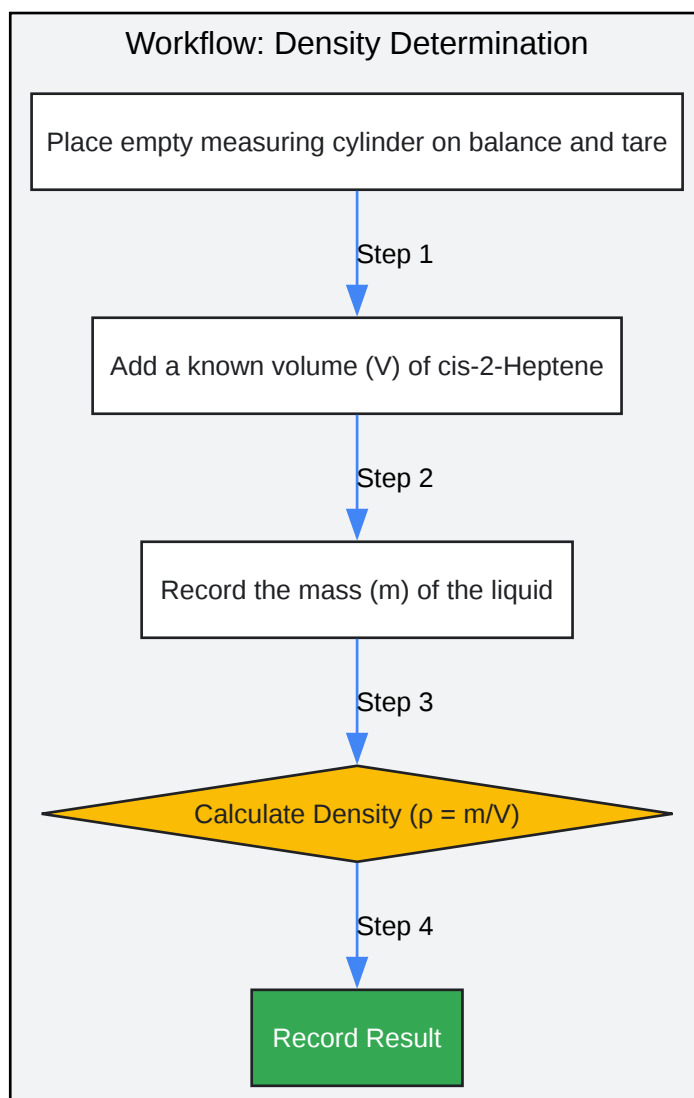 Workflow: Density Determination
Place empty measuring cylinder on balance and tare
Step 1
Add a known volume (V) of cis-2-Heptene
Step 2
Record the mass (m) of the liquid
Step 3
Calculate Density (ρ = m/V)
Step 4
Record Result